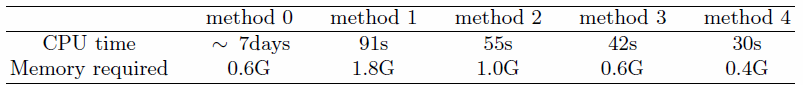 method 0 method 1 method 2 method 3 method 4
CPU time ∼ 7days 91s 55s 42s 30s
Memory required 0.6G 1.8G 1.0G 0.6G 0.4G